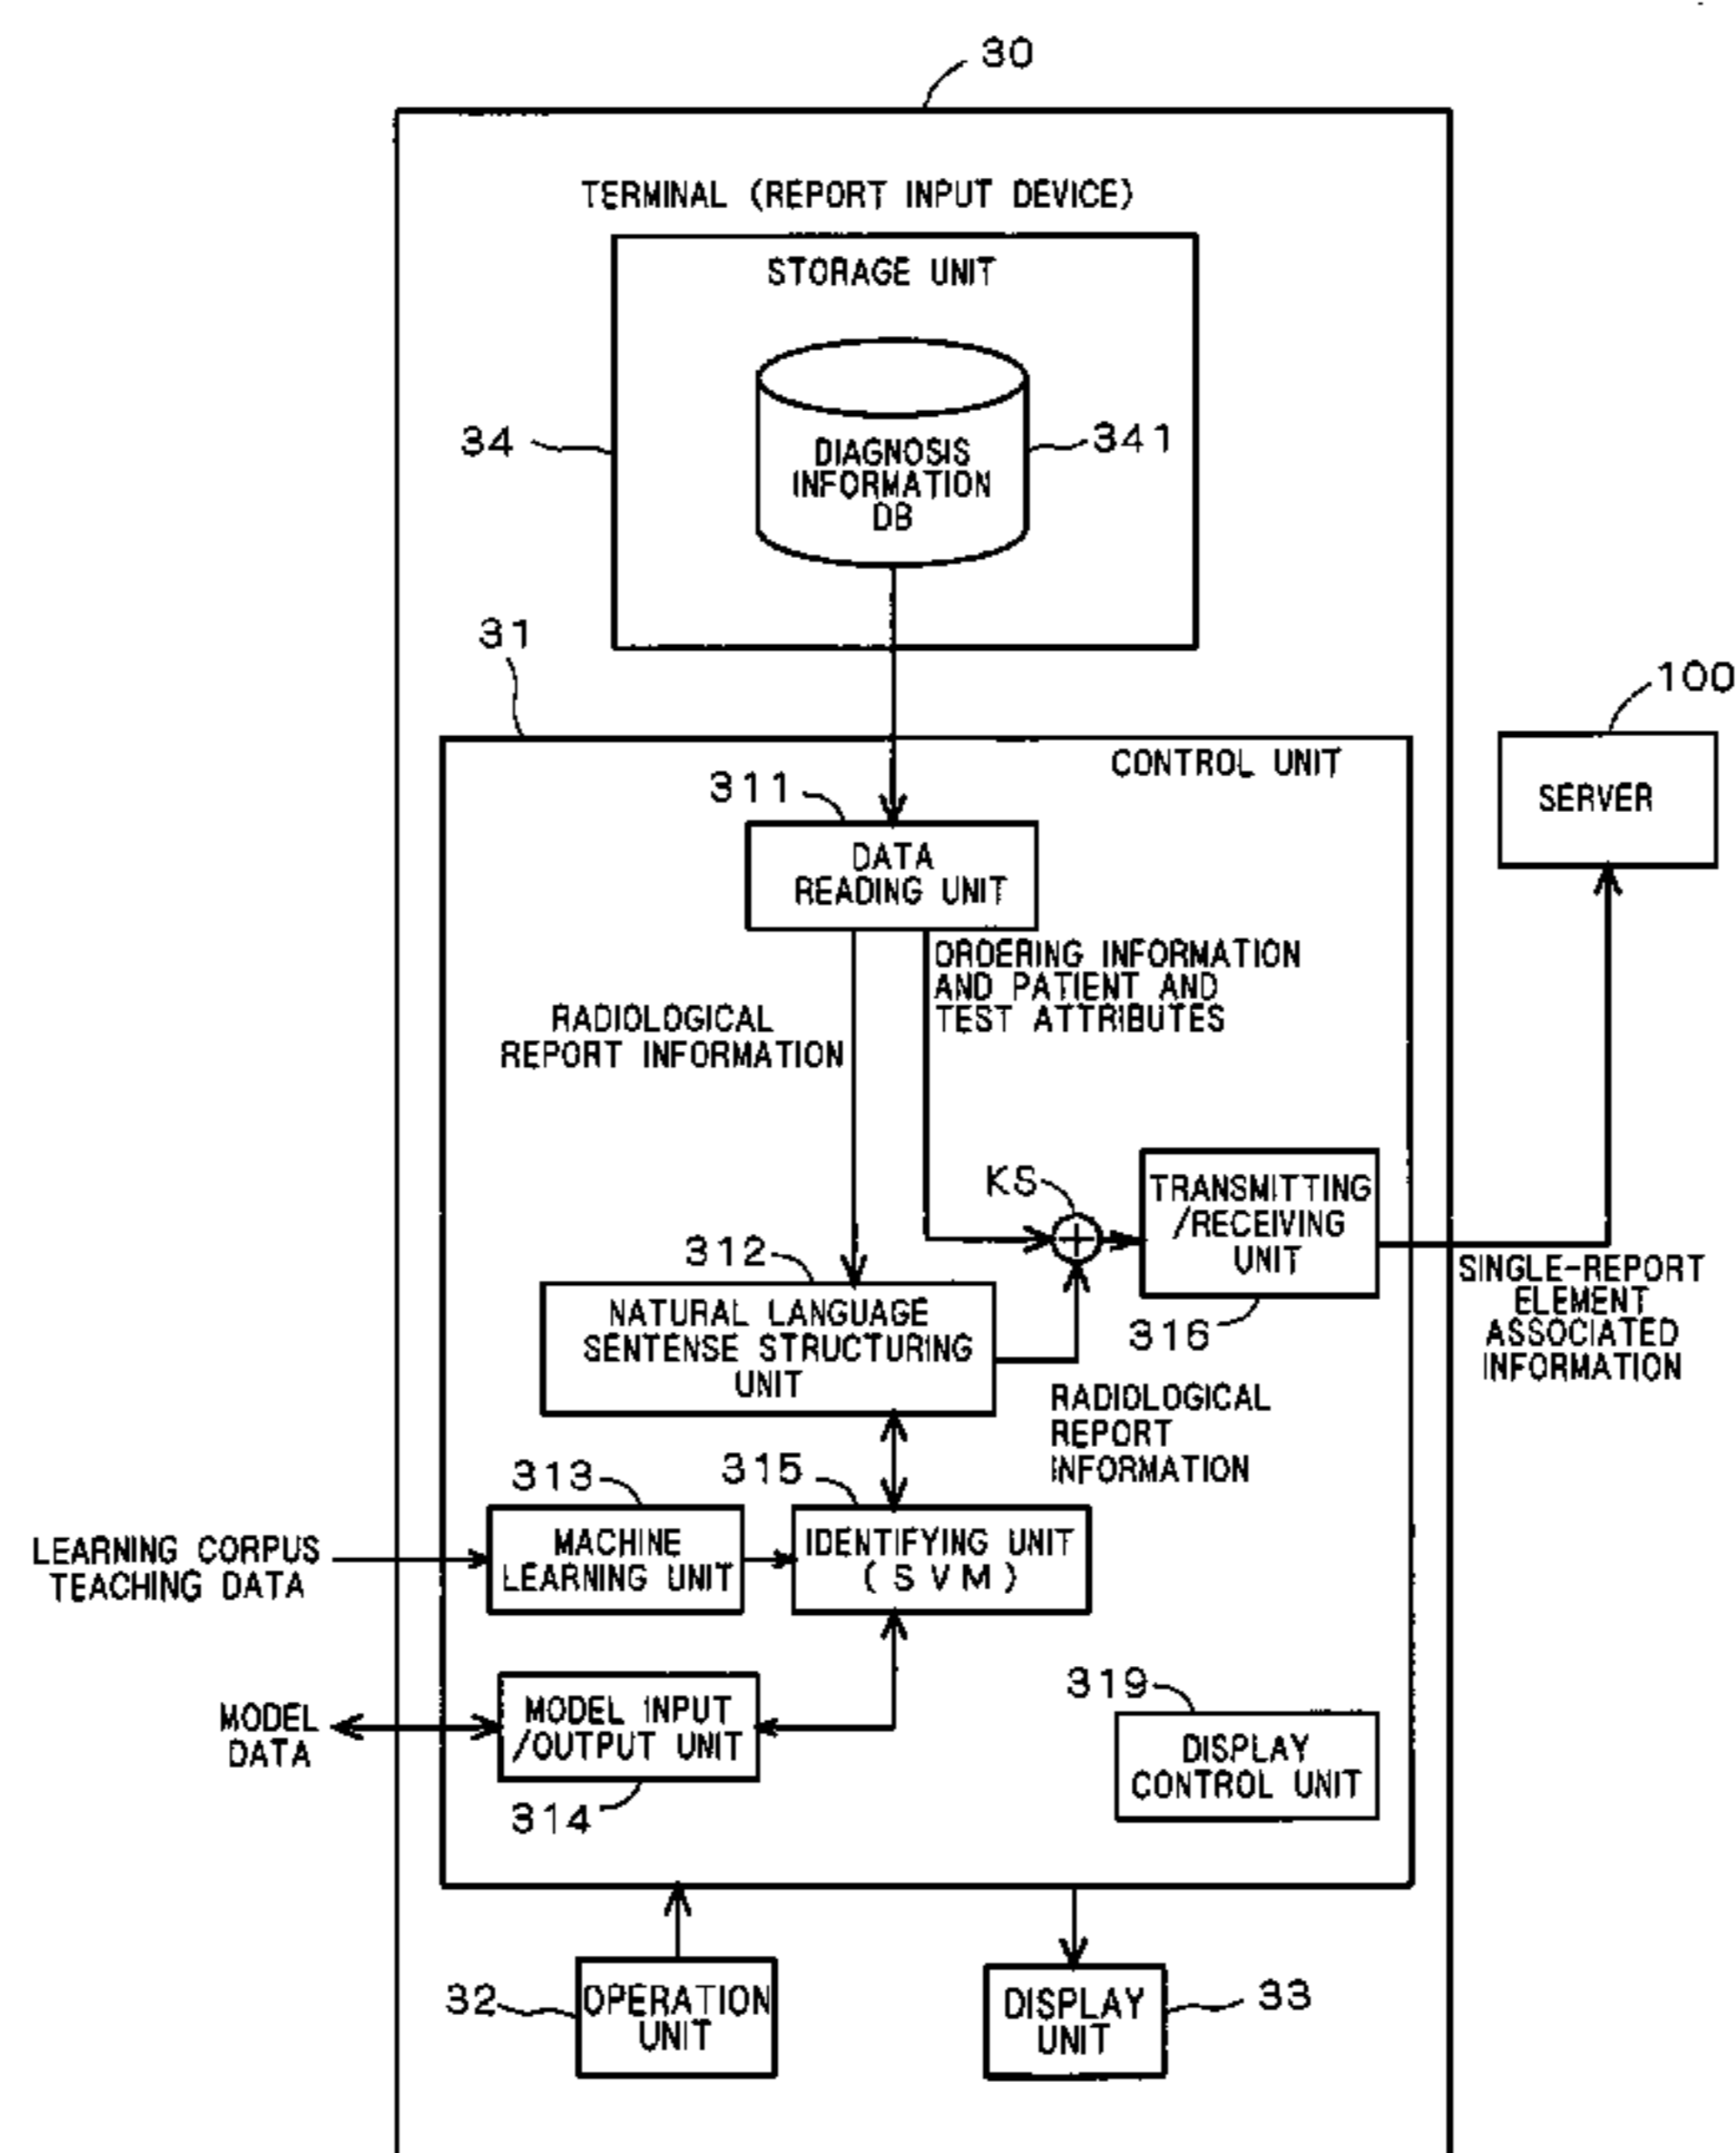 30
TERMINAL (REPORT INPUT DEVICE)
STORAGE UNIT
34
341
DIAGNOSIS
INFORMATION
DB
31
100
CONTROL UNIT
SERVER
311
DATA
READING UNIT
ORDERING INFORMATION
AND PATIENT AND
TEST ATTRIBUTES
RADIOLOGICAL
REPORT INFORMATION
KS
TRANSMITTING
/RECEIVING
UNIT
316
SINGLE-REPORT
ELEMENT
ASSOCIATED
INFORMATION
312
NATURAL LANGUAGE
SENTENSE STRUCTURING
UNIT
RADIOLOGICAL
REPORT
INFORMATION
313
315
LEARNING CORPUS
TEACHING DATA
MACHINE
LEARNING UNIT
IDENTIFYING UNIT
(SVM)
MODEL
DATA
MODEL INPUT
/OUTPUT UNIT
314
319
DISPLAY
CONTROL UNIT
32
OPERATION
UNIT
DISPLAY
UNIT
33